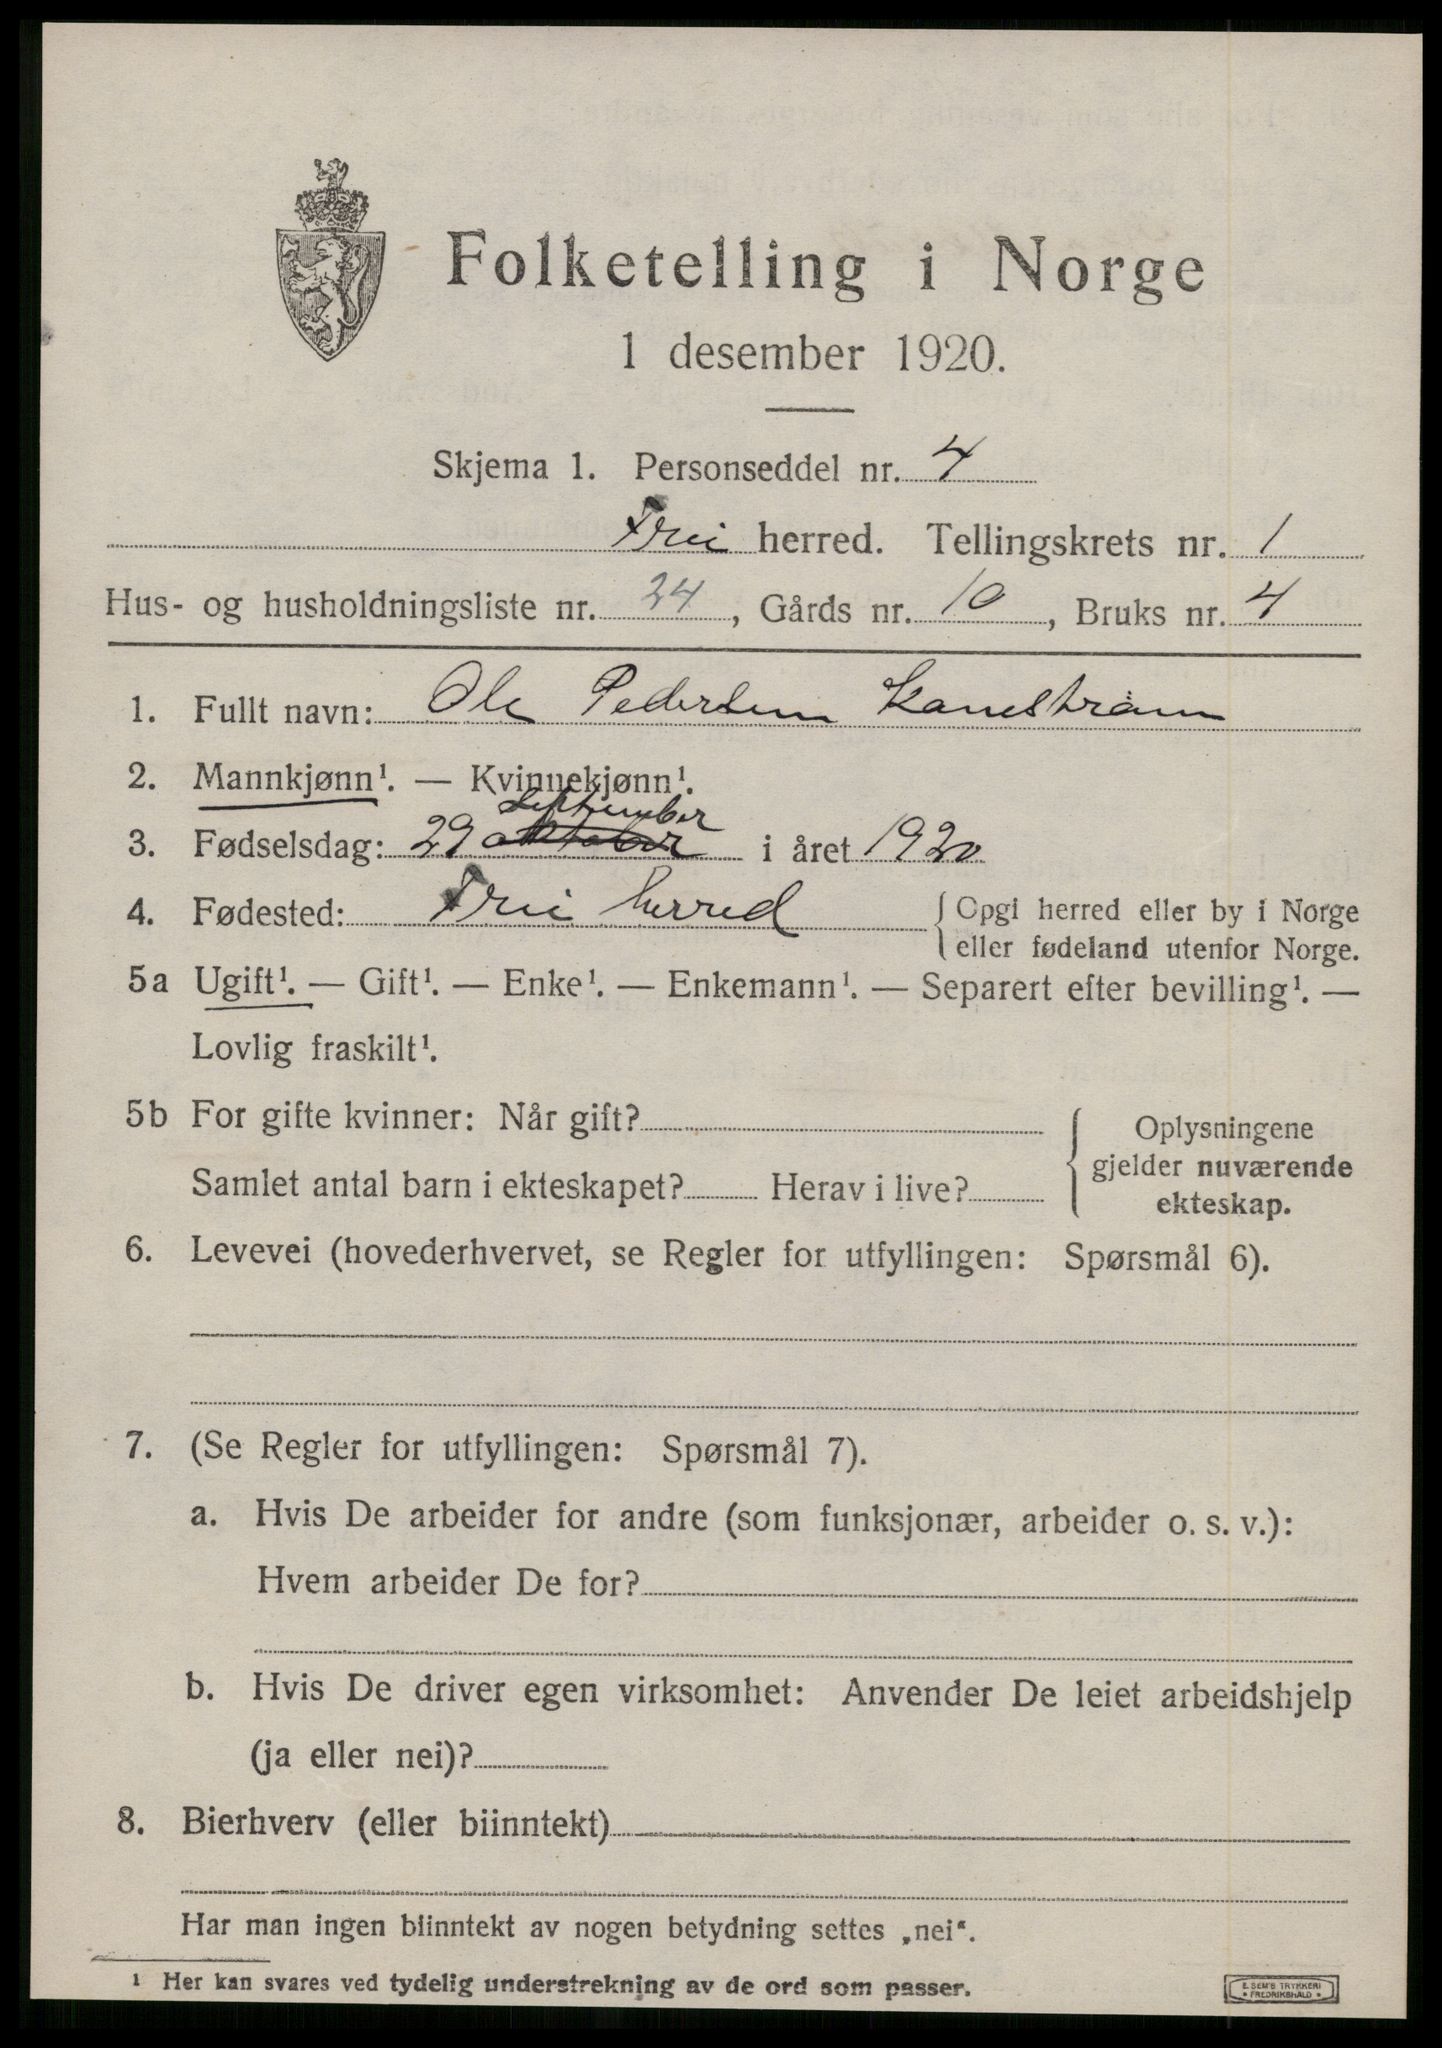 Folketelling i Norge
1 desember 1920.
Skjema 1. Personseddel nr. 4
Frei herred. Tellingskrets nr. 1
Hus- og husholdningsliste nr. 24, Gårds nr. 10, Bruks nr. 4
1. Fullt navn: Ole Pedersen Kanestrøm
2. Mannkjønn¹. — Kvinnekjønn¹.
september
3. Fødselsdag: 29 oktober i året 1920
4. Fødested: Frei herred { Opgi herred eller by i Norge
eller fødeland utenfor Norge.
5a Ugift¹. — Gift¹. — Enke¹. — Enkemann¹. — Separert efter bevilling¹. —
Lovlig fraskilt¹.
5b For gifte kvinner: Når gift?
Samlet antal barn i ekteskapet? Herav i live?
Oplysningene
gjelder nuværende
ekteskap.
6. Levevei (hovederhvervet, se Regler for utfyllingen: Spørsmål 6).
7. (Se Regler for utfyllingen: Spørsmål 7).
a. Hvis De arbeider for andre (som funksjonær, arbeider o. s. v.):
Hvem arbeider De for?
b. Hvis De driver egen virksomhet: Anvender De leiet arbeidshjelp
(ja eller nei)?
8. Bierhverv (eller biinntekt)
Har man ingen biinntekt av nogen betydning settes „nei“.
¹ Her kan svares ved tydelig understrekning av de ord som passer.
E. SEM'S TRYKKERI
• FREDRIKSHALD •